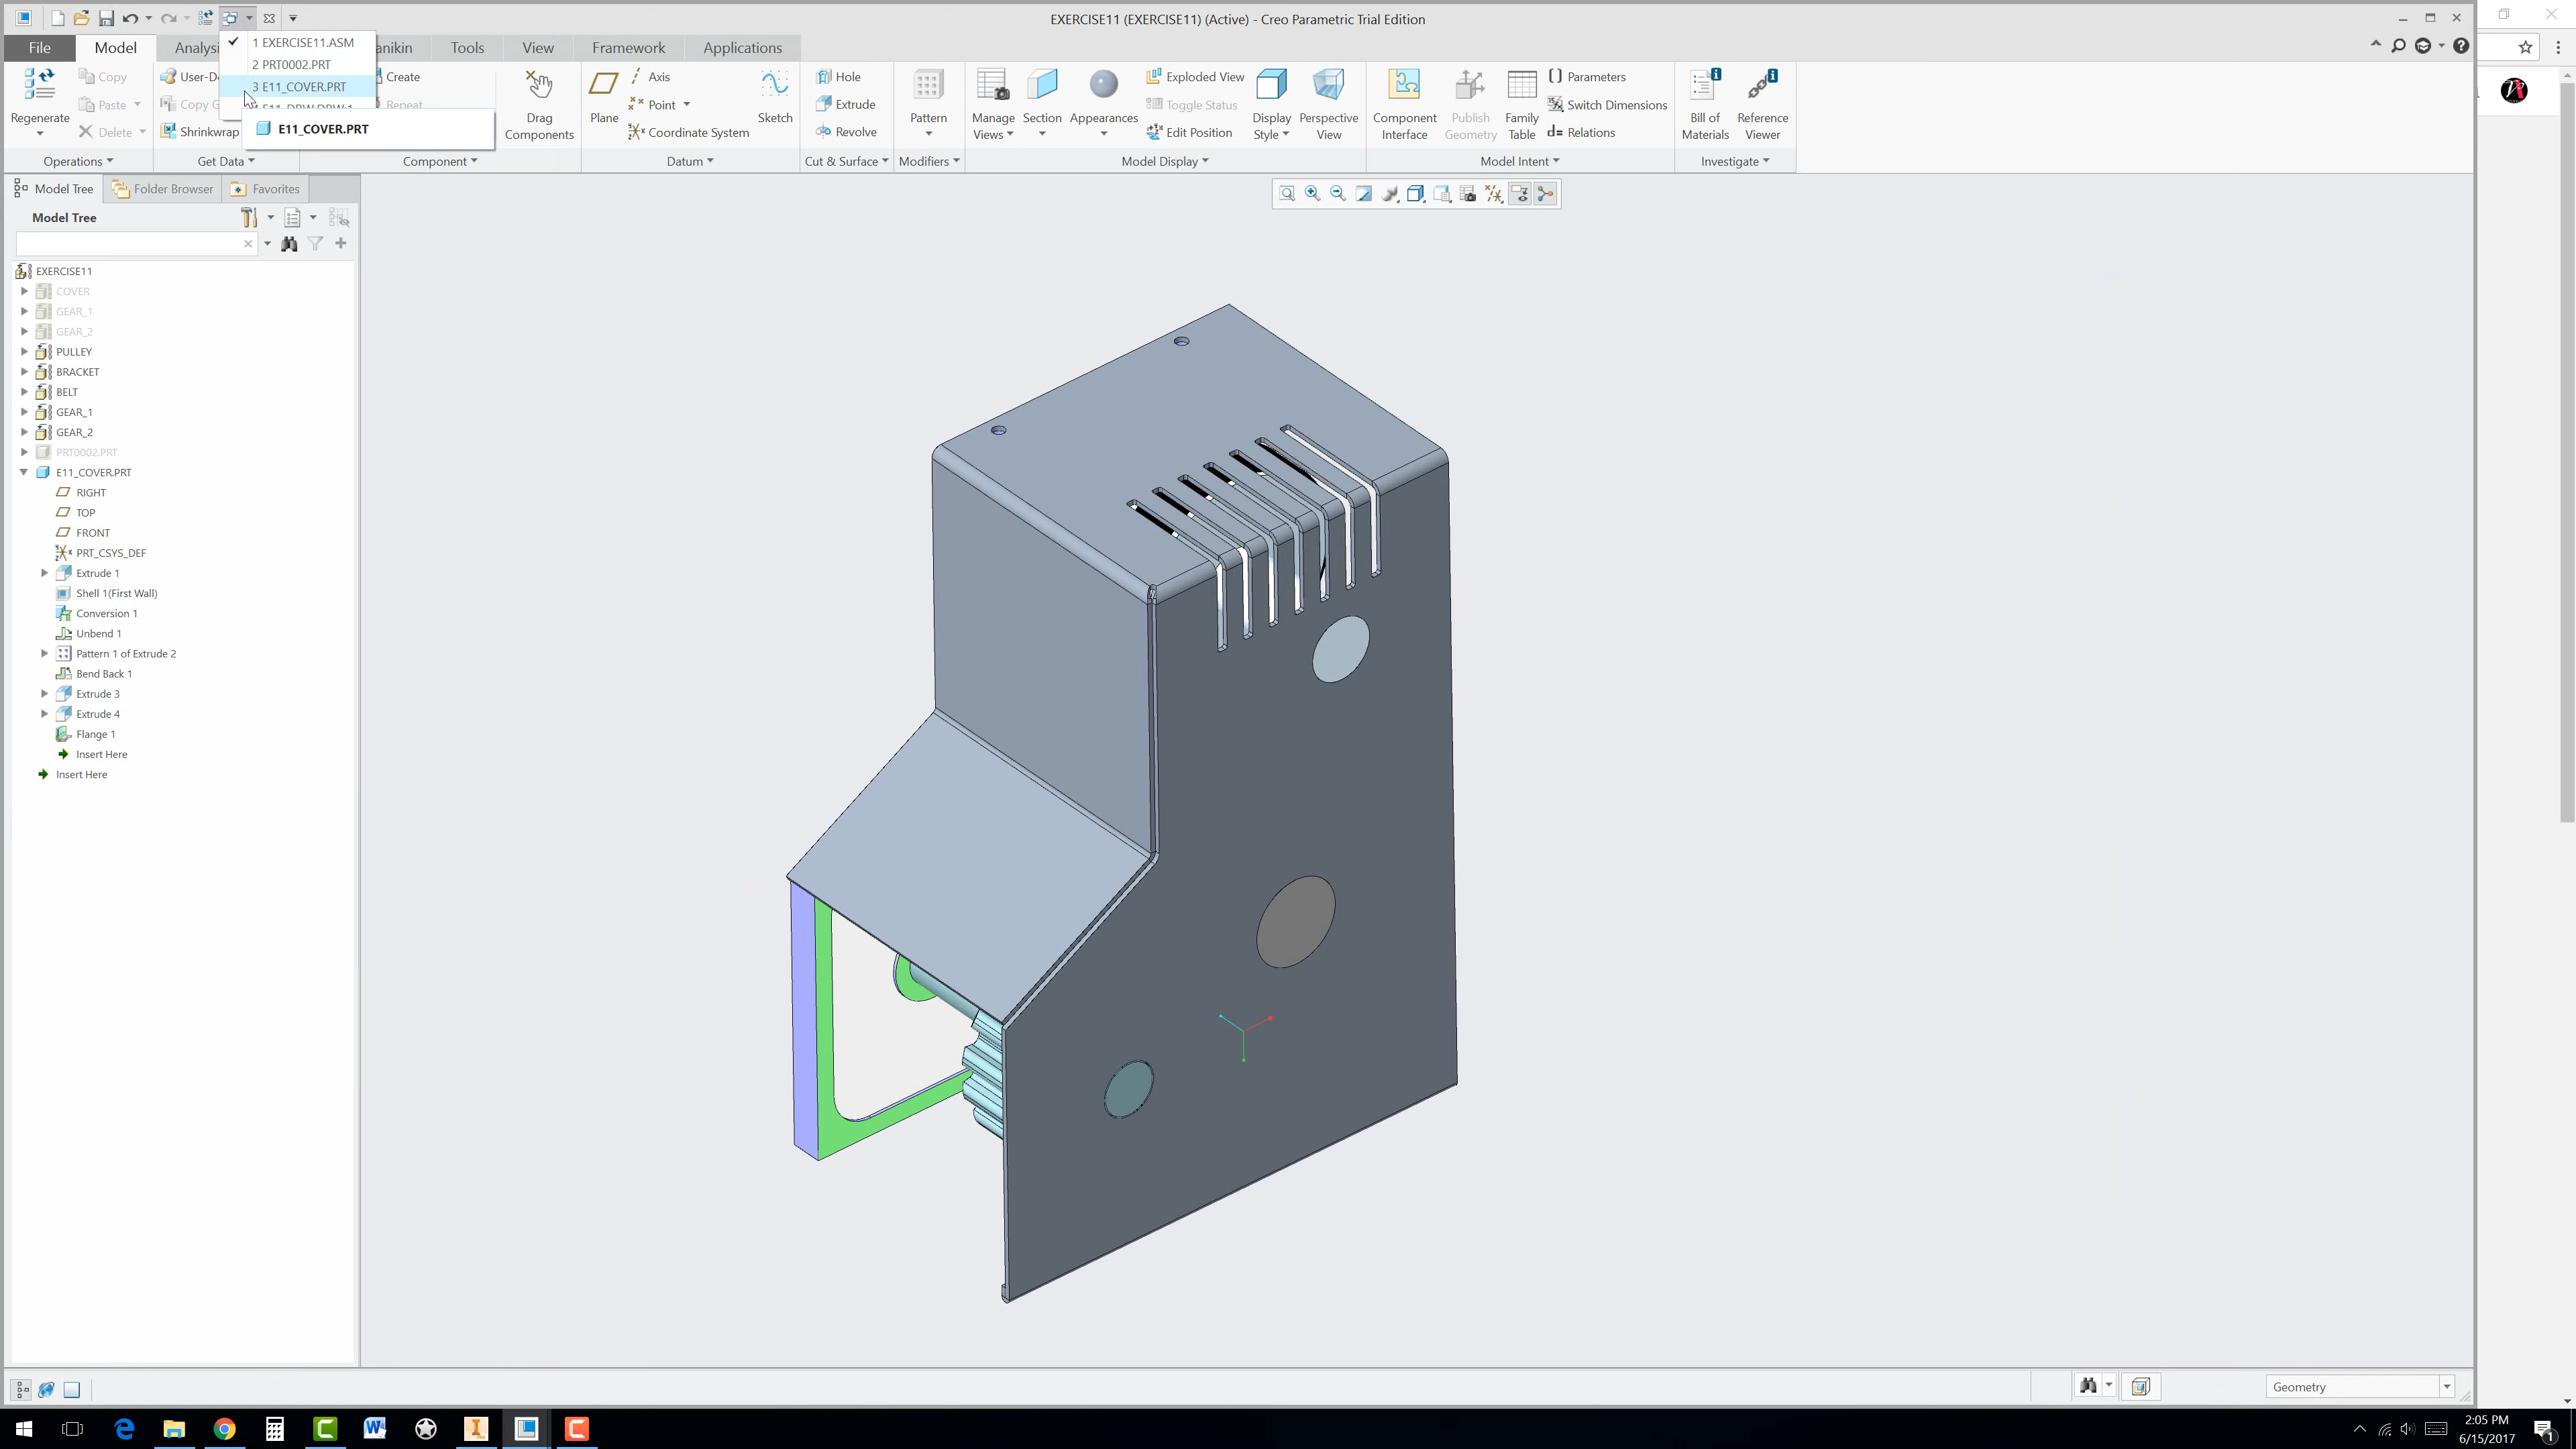 EXERCISE11 (EXERCISE11) (Active) - Creo Parametric Trial Edition
File
Model
Analysi
anikin
Tools
View
Framework
Applications
1 EXERCISE11.ASM
2 PRT0002.PRT
3 E11_COVER.PRT
E11_COVER.PRT
Regenerate
Copy
Paste
Delete
User-De
Copy G
Shrinkwrap
Create
Repeat
Drag
Components
Plane
Axis
Point
Coordinate System
Sketch
Hole
Extrude
Revolve
Pattern
Manage
Views
Section
Appearances
Exploded View
Toggle Status
Edit Position
Display
Style
Perspective
View
Component
Interface
Publish
Geometry
Family
Table
Parameters
Switch Dimensions
Relations
Bill of
Materials
Reference
Viewer
Operations
Get Data
Component
Datum
Cut & Surface
Modifiers
Model Display
Model Intent
Investigate
Model Tree
Folder Browser
Favorites
Model Tree
EXERCISE11
COVER
GEAR_1
GEAR_2
PULLEY
BRACKET
BELT
GEAR_1
GEAR_2
PRT0002.PRT
E11_COVER.PRT
RIGHT
TOP
FRONT
PRT_CSYS_DEF
Extrude 1
Shell 1(First Wall)
Conversion 1
Unbend 1
Pattern 1 of Extrude 2
Bend Back 1
Extrude 3
Extrude 4
Flange 1
Insert Here
Insert Here
Geometry
2:05 PM
6/15/2017
1